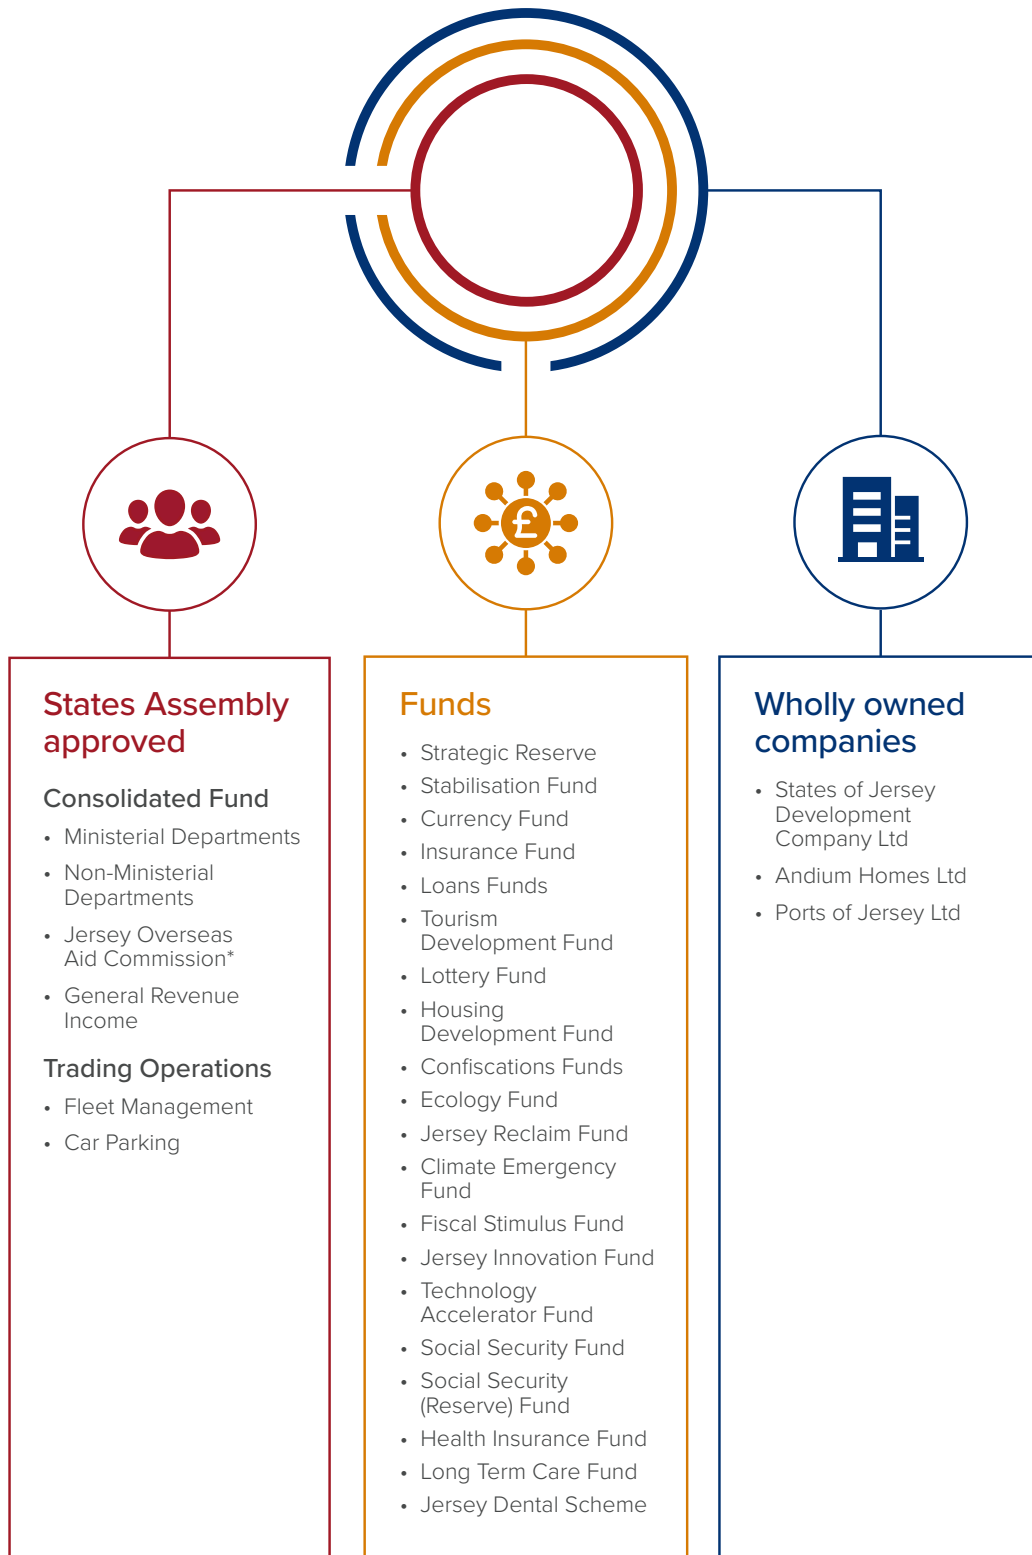 States Assembly
approved
Consolidated Fund
• Ministerial Departments
• Non-Ministerial
Departments
• Jersey Overseas
Aid Commission*
• General Revenue
Income
Trading Operations
• Fleet Management
• Car Parking
£
Funds
• Strategic Reserve
• Stabilisation Fund
• Currency Fund
• Insurance Fund
• Loans Funds
• Tourism
Development Fund
• Lottery Fund
• Housing
Development Fund
• Confiscations Funds
• Ecology Fund
• Jersey Reclaim Fund
• Climate Emergency
Fund
• Fiscal Stimulus Fund
• Jersey Innovation Fund
• Technology
Accelerator Fund
• Social Security Fund
• Social Security
(Reserve) Fund
• Health Insurance Fund
• Long Term Care Fund
• Jersey Dental Scheme
Wholly owned
companies
• States of Jersey
Development
Company Ltd
• Andium Homes Ltd
• Ports of Jersey Ltd